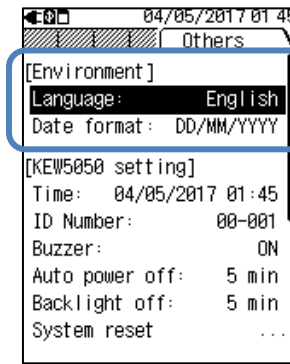 04/05/2017 01 45
Others
[Environment]
Language: English
Date format: DD/MM/YYYY
[KEW5050 setting]
Time: 04/05/2017 01:45
ID Number: 00-001
Buzzer: ON
Auto power off: 5 min
Backlight off: 5 min
System reset ...